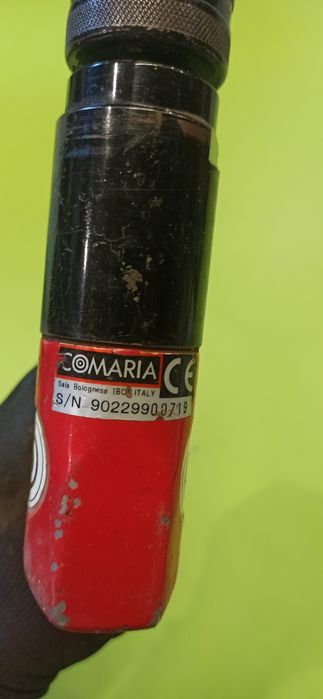 COMARIA CE
Sala Bolognese (BO) ITALY
S/N 90229900719